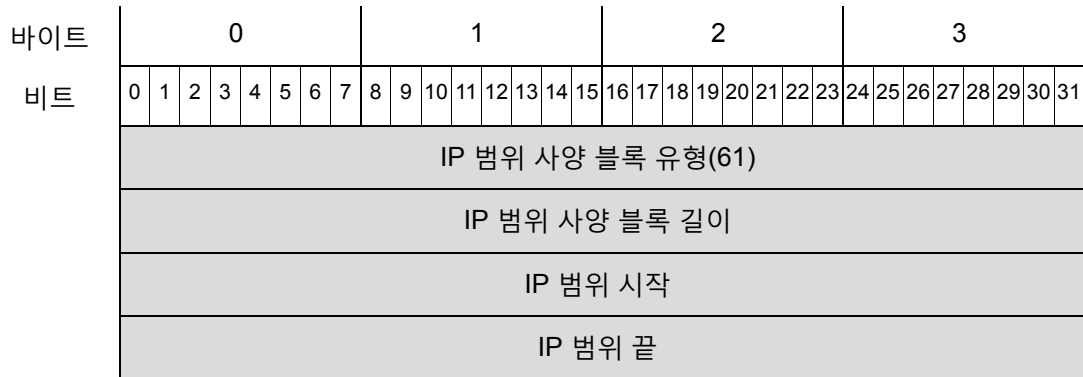 바이트 0 1 2 3
비트 0 1 2 3 4 5 6 7 8 9 10 11 12 13 14 15 16 17 18 19 20 21 22 23 24 25 26 27 28 29 30 31
IP 범위 사양 블록 유형(61)
IP 범위 사양 블록 길이
IP 범위 시작
IP 범위 끝